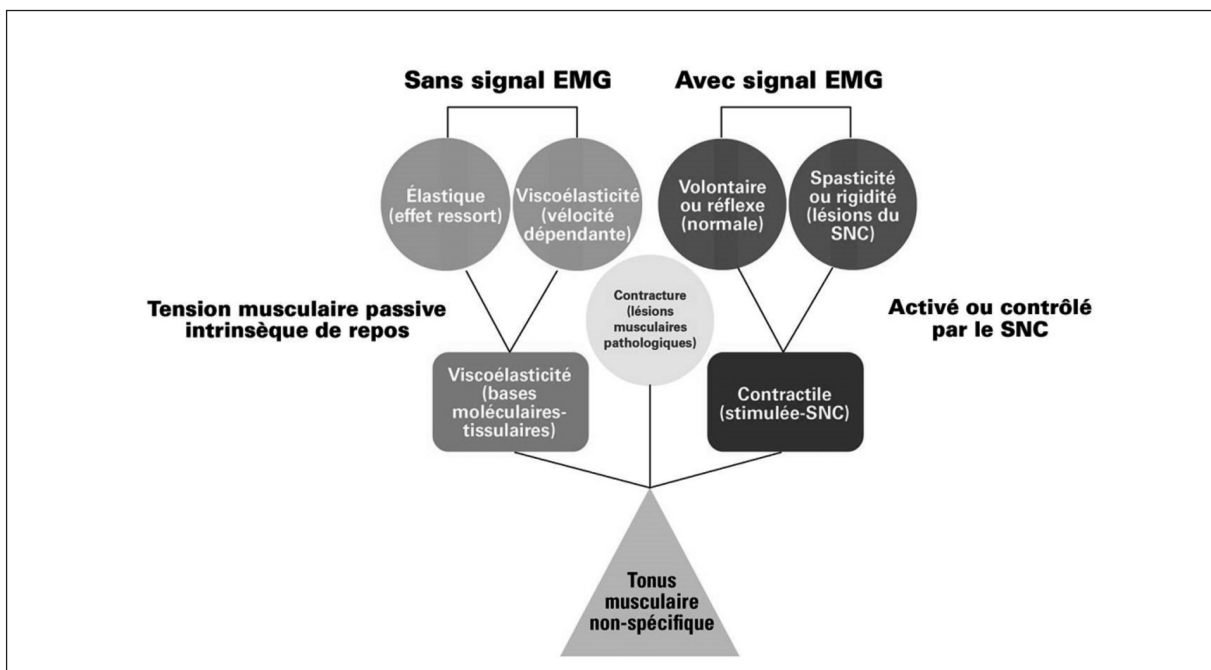 Sans signal EMG
Avec signal EMG
Élastique
(effet ressort)
Viscoélasticité
(vélocité
dépendante)
Volontaire
ou réflexe
(normale)
Spasticité
ou rigidité
(lésions du
SNC)
Contracture
(lésions
musculaires
pathologiques)
Tension musculaire passive
intrinsèque de repos
Activé ou contrôlé
par le SNC
Viscoélasticité
(bases
moléculaires-
tissulaires)
Contractile
(stimulée-SNC)
Tonus
musculaire
non-spécifique